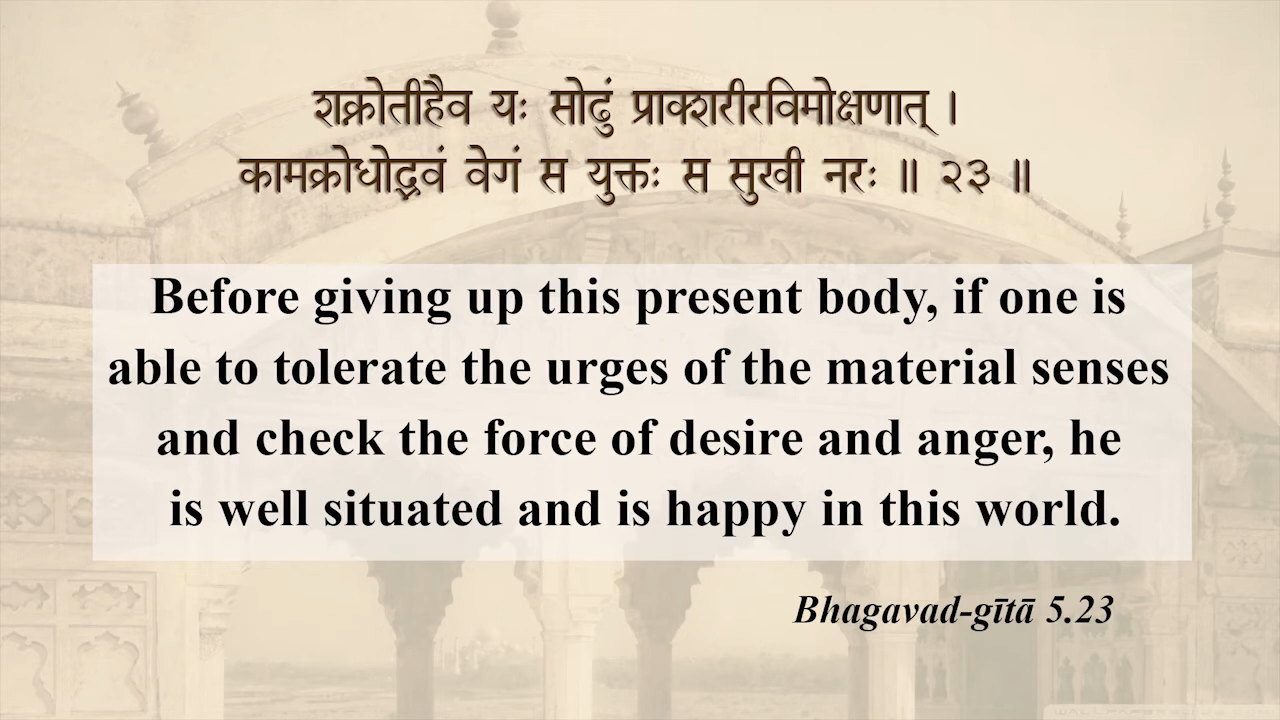 शक्नोतीहैव यः सोढुं प्राक्शरीरविमोक्षणात् ।
कामक्रोधोद्भवं वेगं स युक्तः स सुखी नरः ॥ २३ ॥
Before giving up this present body, if one is
able to tolerate the urges of the material senses
and check the force of desire and anger, he
is well situated and is happy in this world.
Bhagavad-gītā 5.23